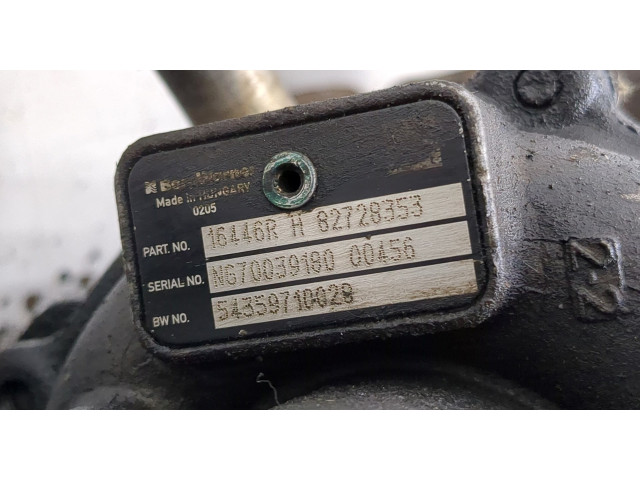 BorgWarner
Made in HUNGARY
0205
PART. NO. 16446R H 82728353
SERIAL NO. NG70039180 00456
BW NO. 54359710028